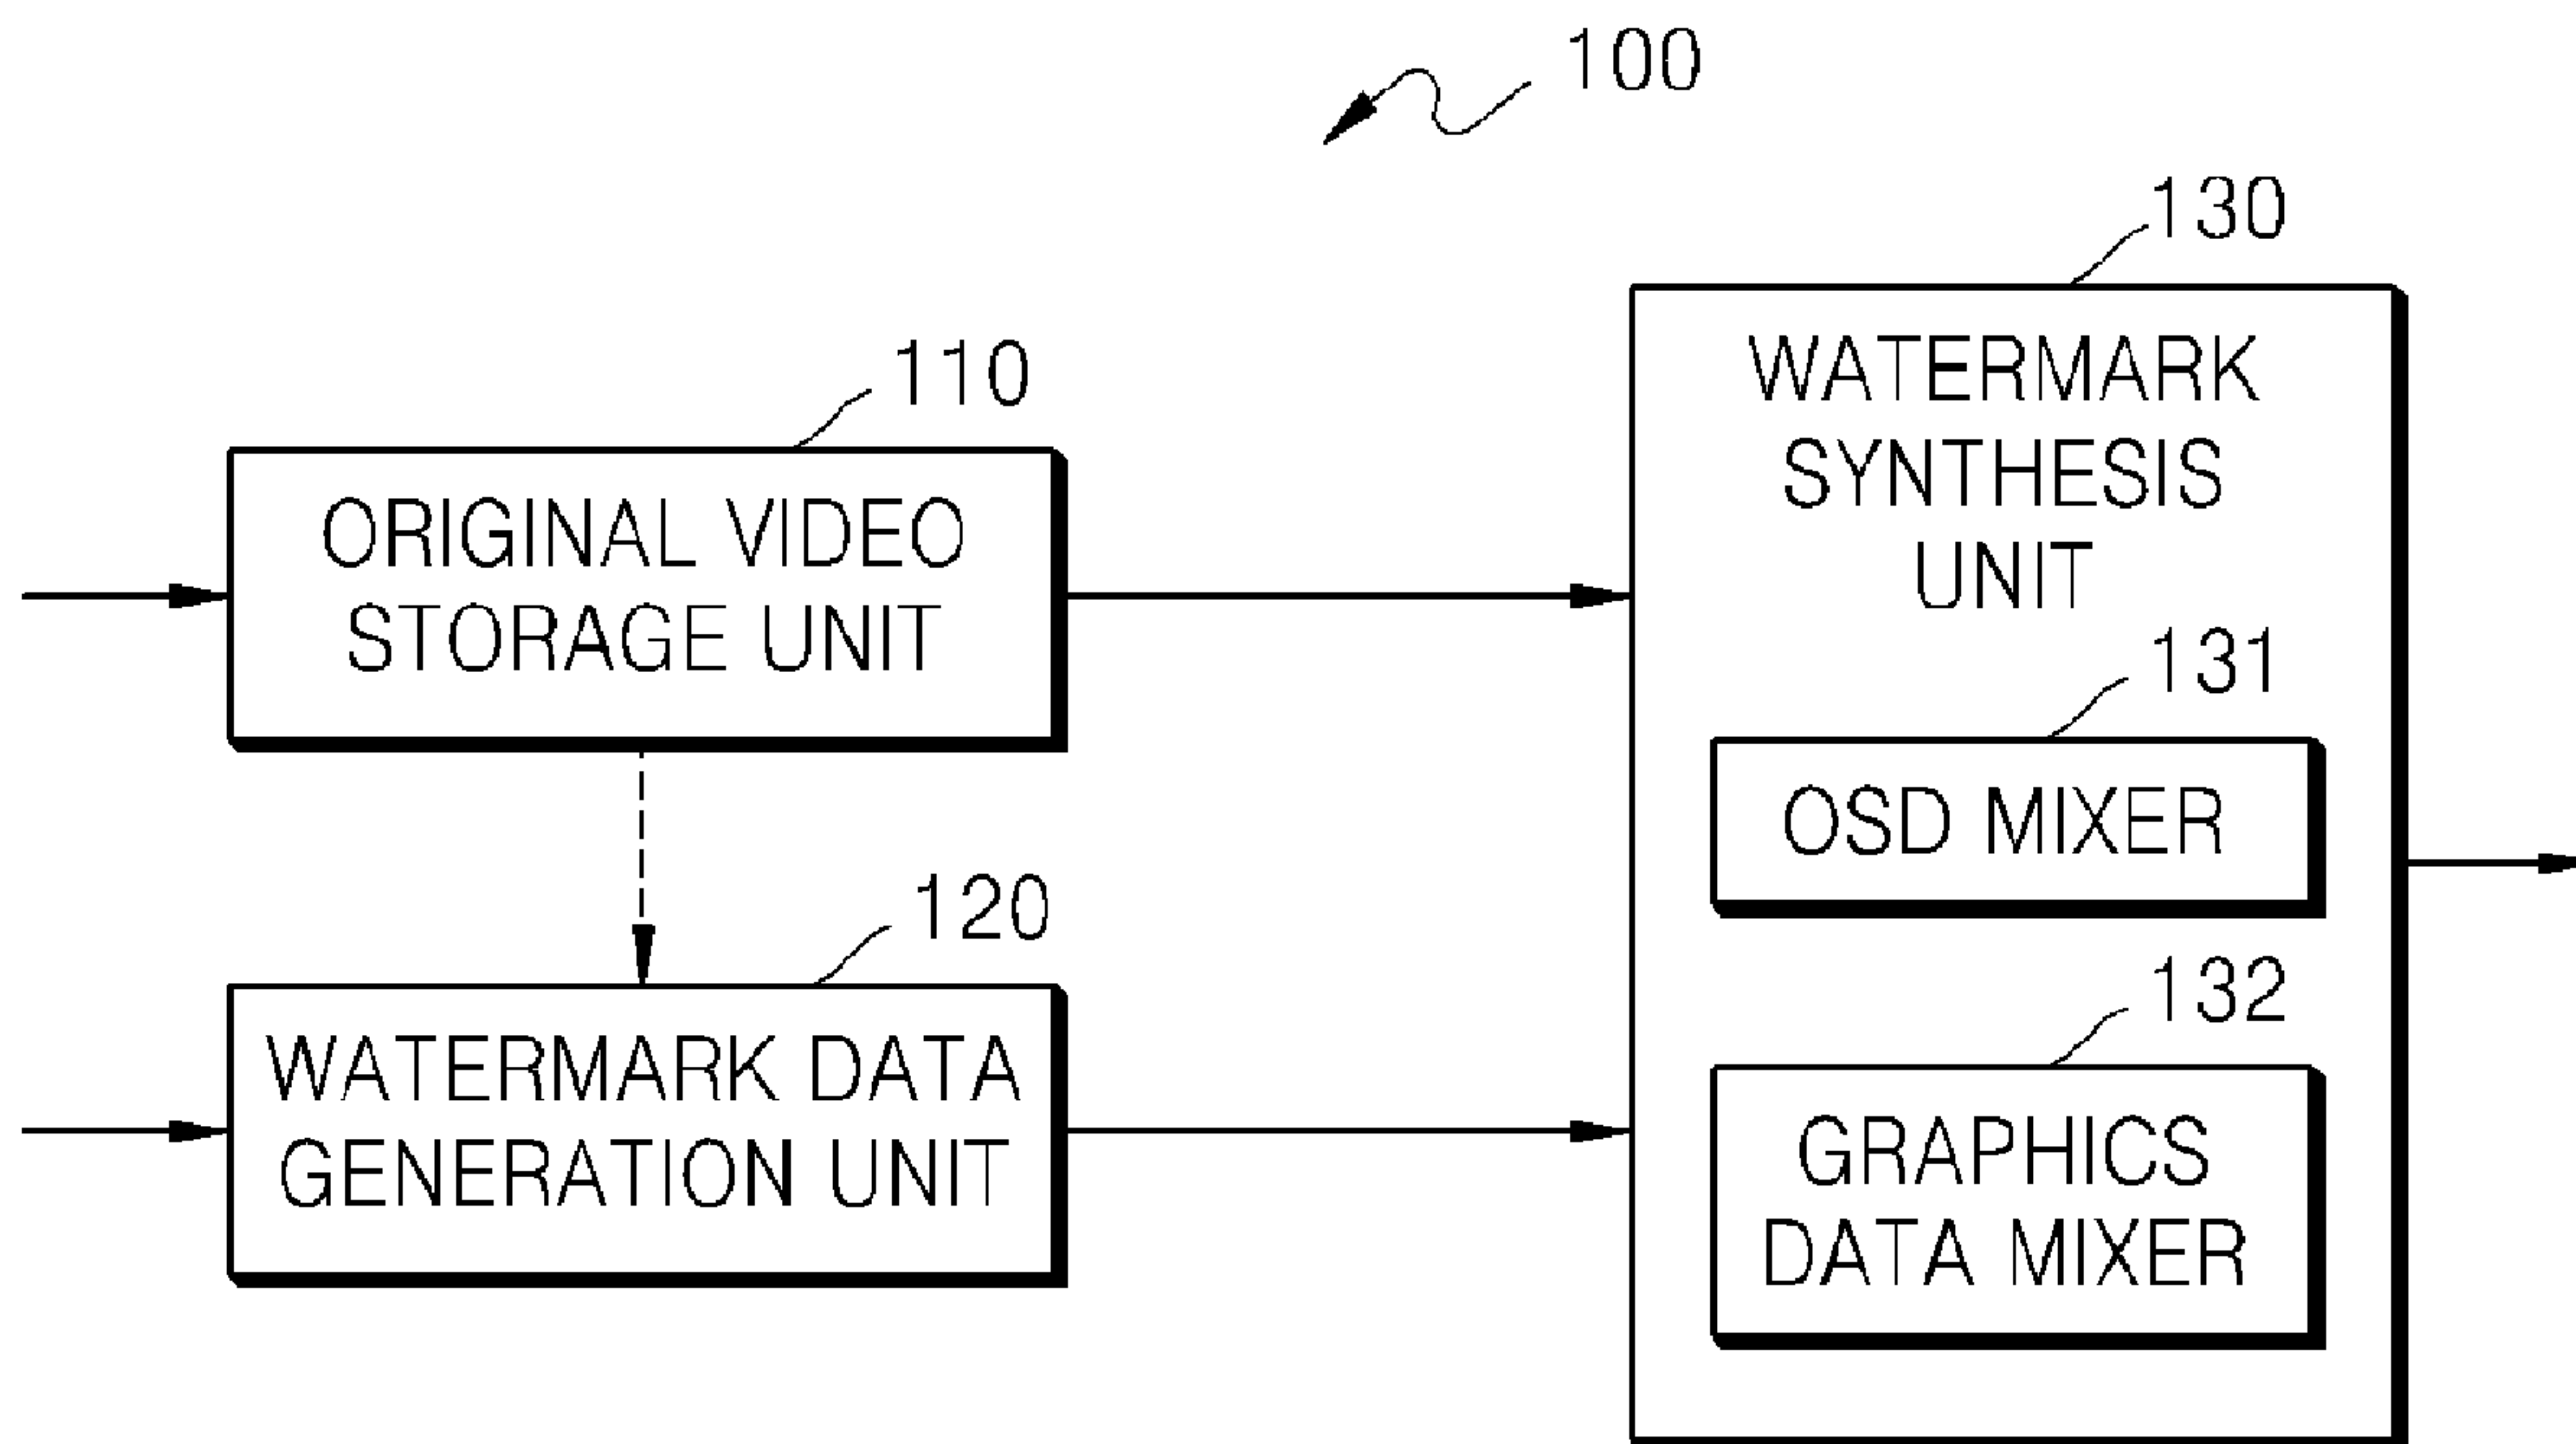 100
130
WATERMARK
SYNTHESIS
UNIT
110
ORIGINAL VIDEO
STORAGE UNIT
131
OSD MIXER
120
WATERMARK DATA
GENERATION UNIT
132
GRAPHICS
DATA MIXER